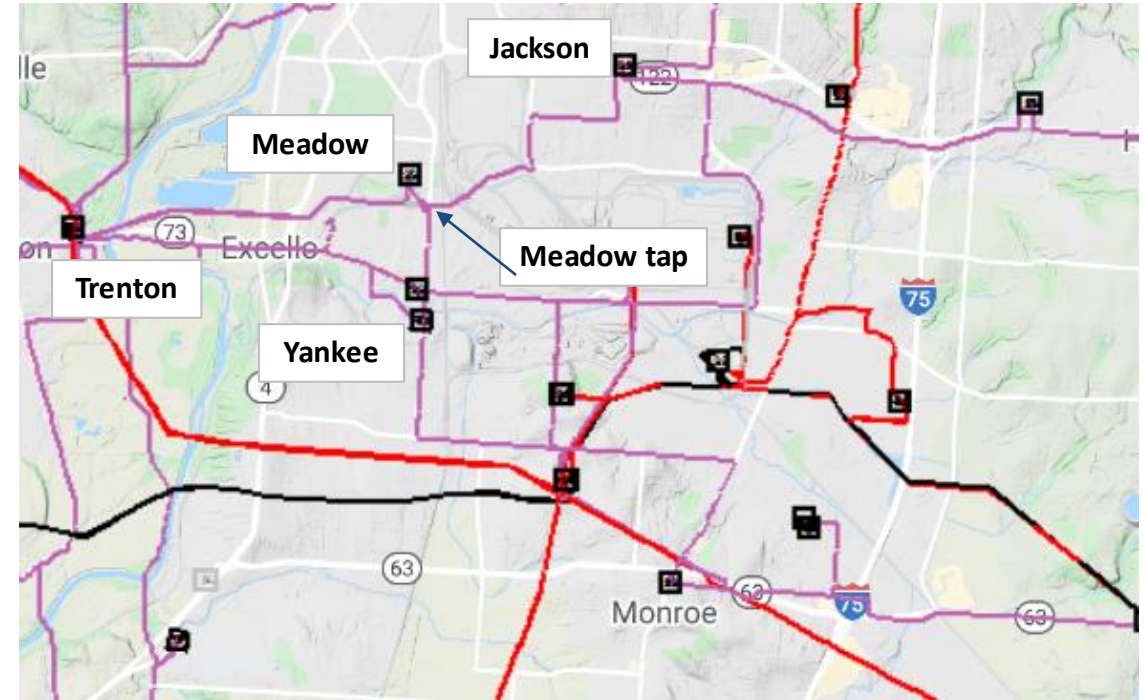 Jackson
lle
122
Meadow
73
on
Excello
Meadow tap
Trenton
75
Yankee
4
63
63
Monroe
75
63